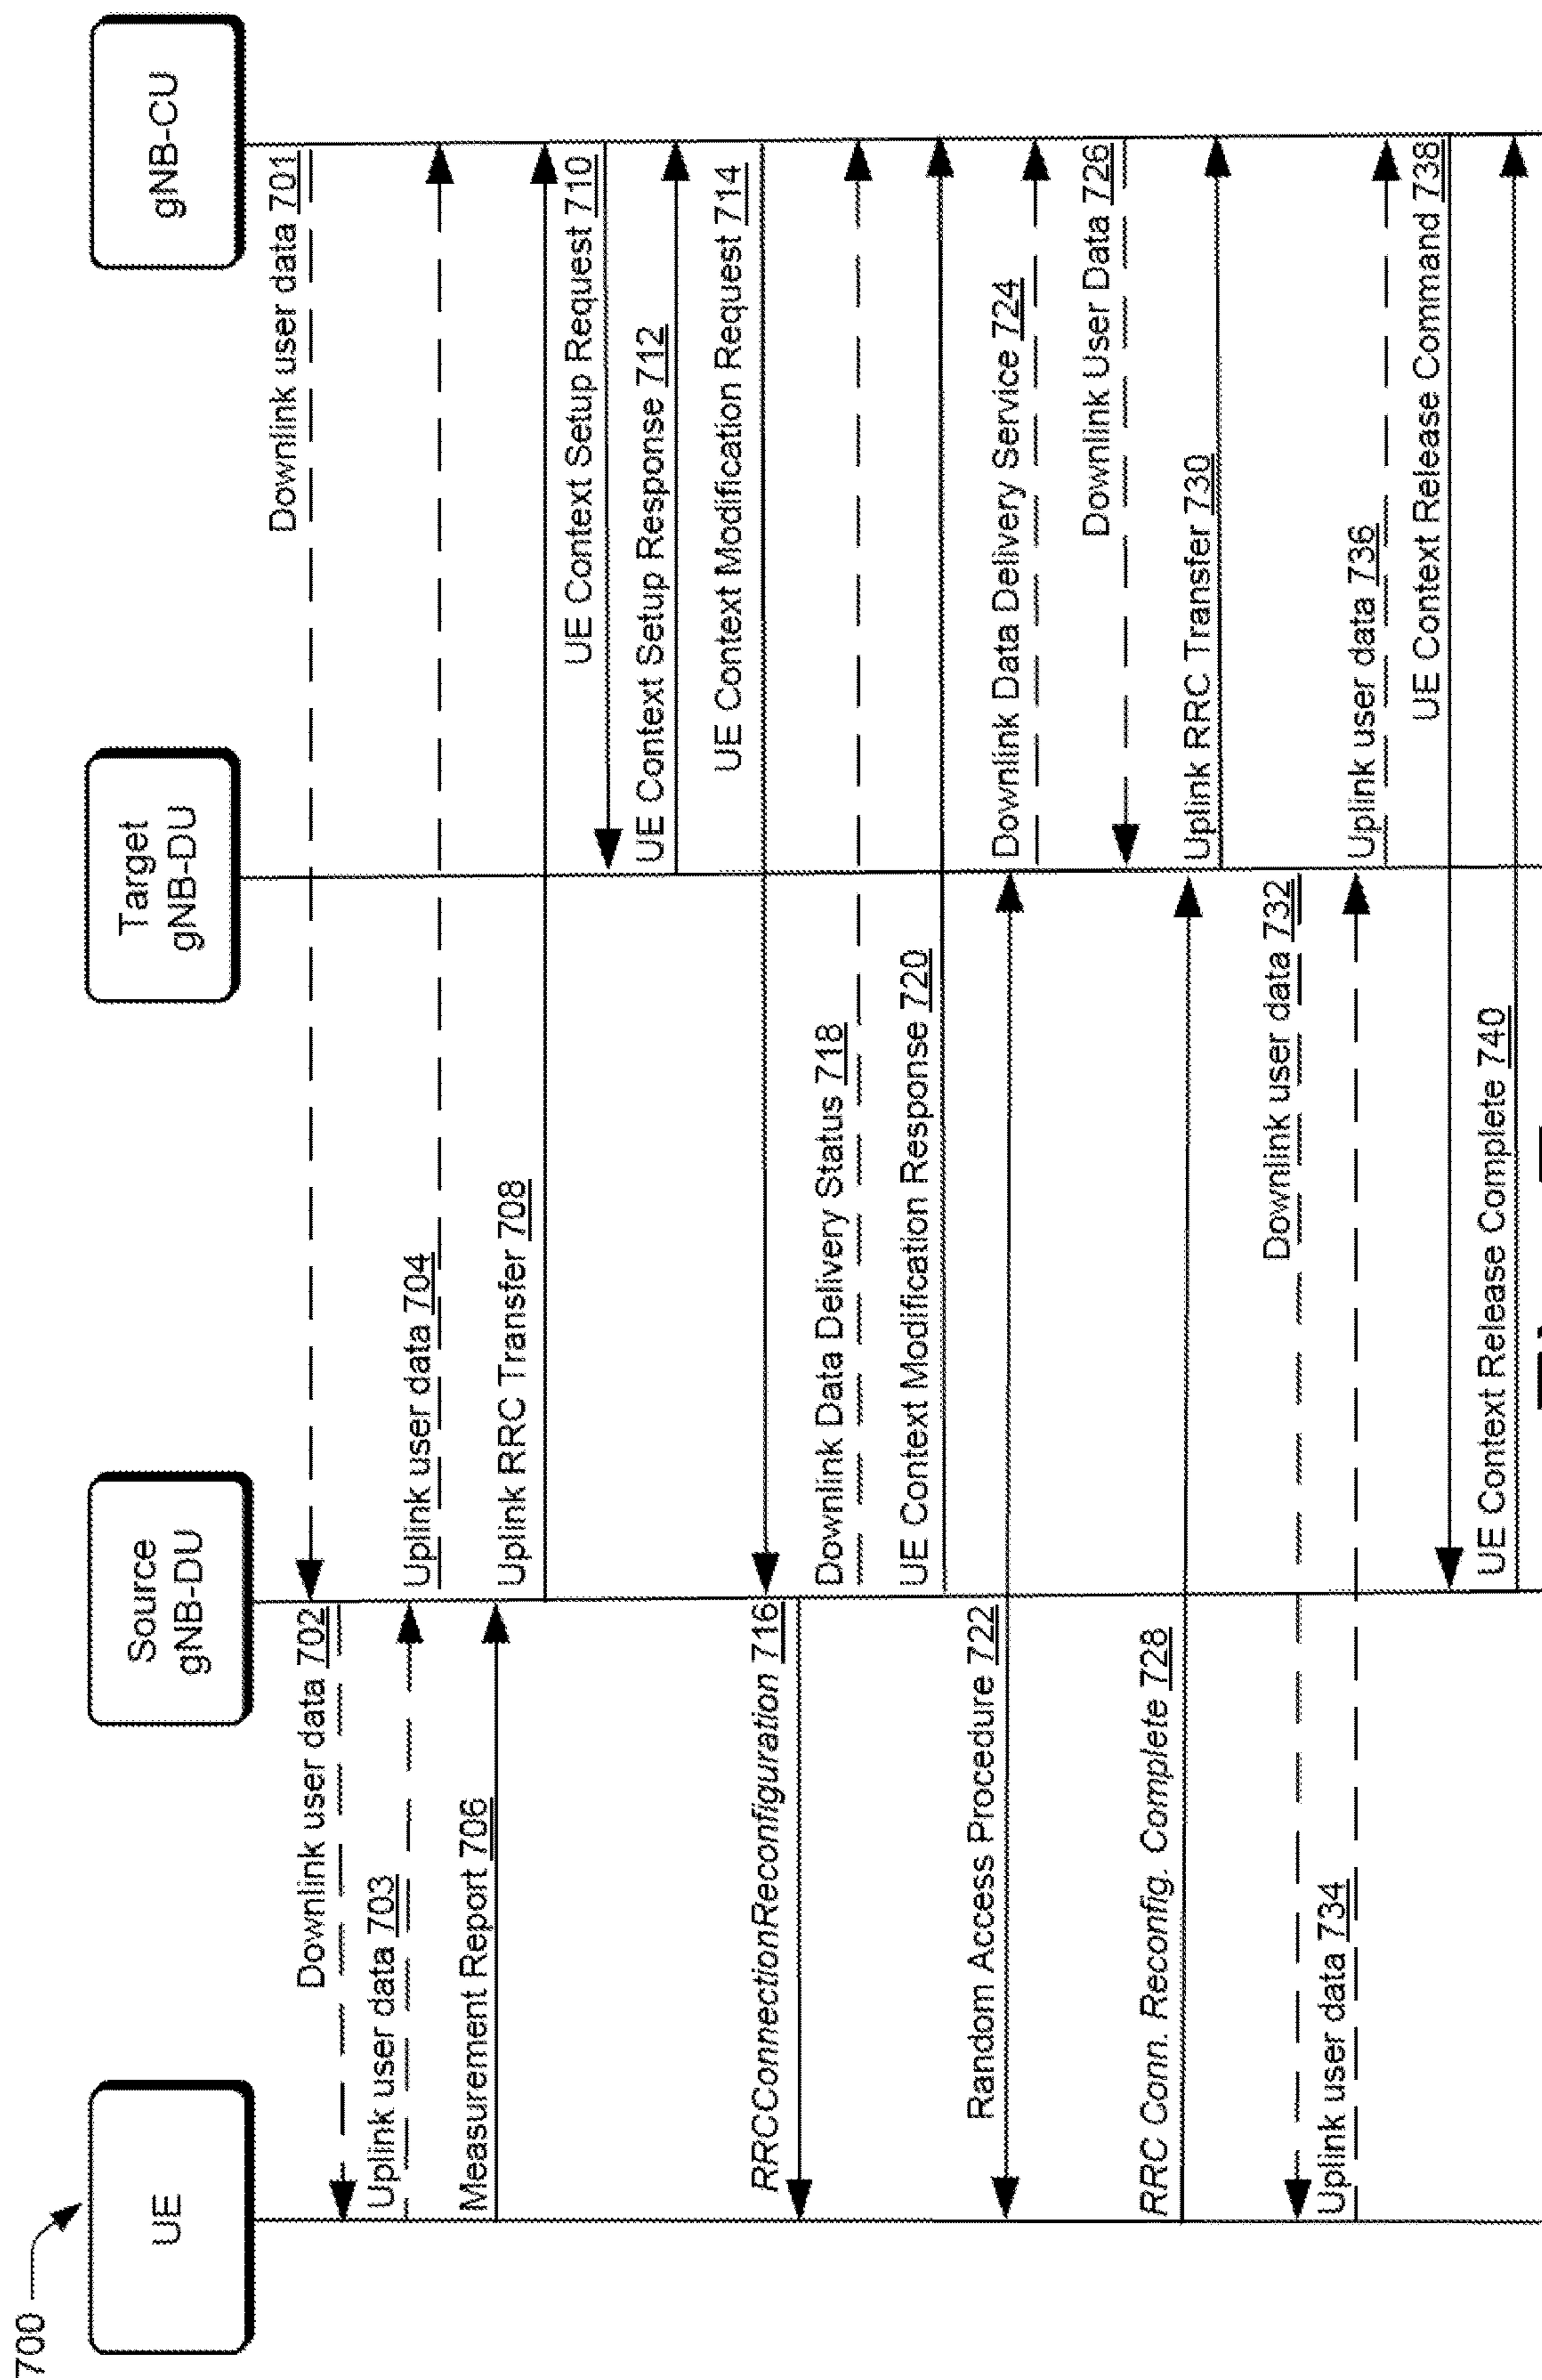 700
UE
Source
gNB-DU
Target
gNB-DU
gNB-CU
Downlink user data 701
Downlink user data 702
Uplink user data 703
Uplink user data 704
Measurement Report 706
Uplink RRC Transfer 708
UE Context Setup Request 710
UE Context Setup Response 712
UE Context Modification Request 714
RRCConnectionReconfiguration 716
Downlink Data Delivery Status 718
UE Context Modification Response 720
Random Access Procedure 722
Downlink Data Delivery Service 724
Downlink User Data 726
RRC Conn. Reconfig. Complete 728
Uplink RRC Transfer 730
Downlink user data 732
Uplink user data 734
Uplink user data 736
UE Context Release Command 738
UE Context Release Complete 740